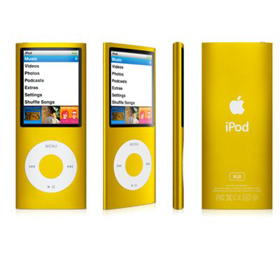 iPod
Music
Videos
Photos
Podcasts
Extras
Settings
Shuffle Songs
MENU
iPod
Music
Videos
Photos
Podcasts
Extras
Settings
Shuffle Songs
MENU
iPod
8GB